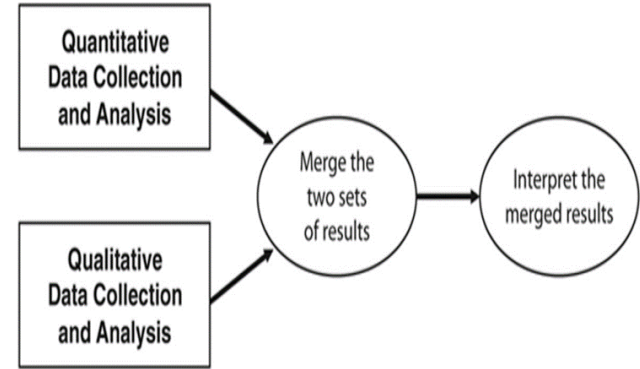 Quantitative
Data Collection
and Analysis
Qualitative
Data Collection
and Analysis
Merge the
two sets
of results
Interpret the
merged results